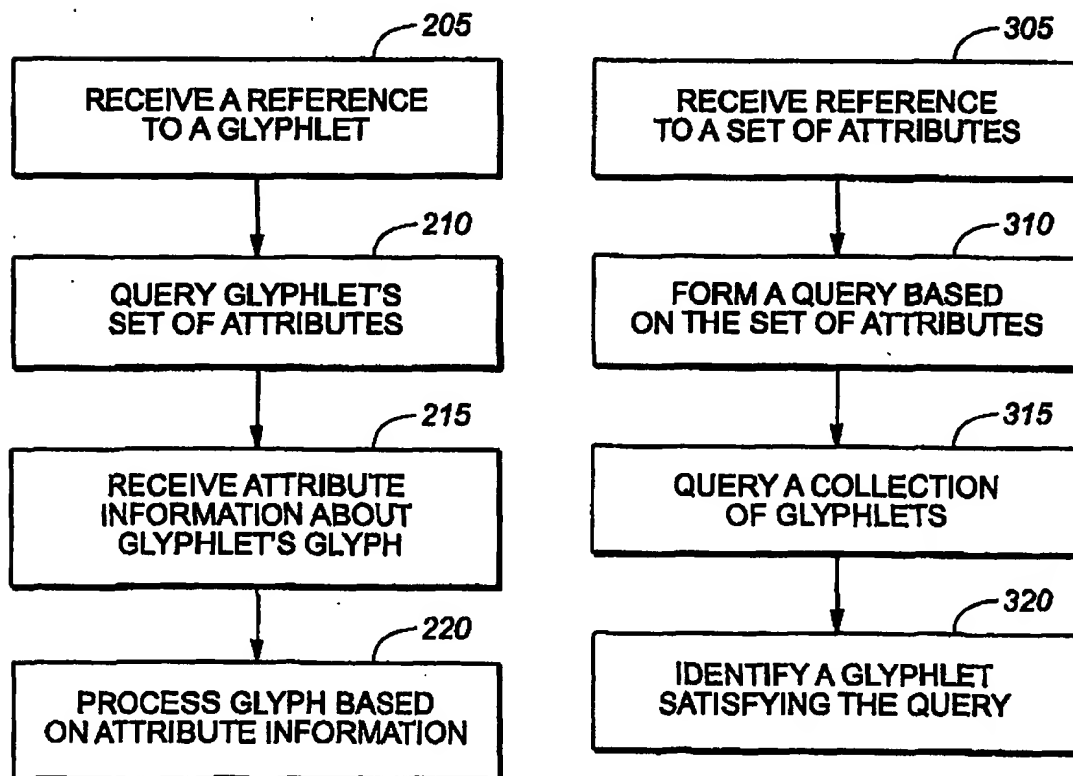 205
RECEIVE A REFERENCE
TO A GLYPHLET
210
QUERY GLYPHLET'S
SET OF ATTRIBUTES
215
RECEIVE ATTRIBUTE
INFORMATION ABOUT
GLYPHLET'S GLYPH
220
PROCESS GLYPH BASED
ON ATTRIBUTE INFORMATION
305
RECEIVE REFERENCE
TO A SET OF ATTRIBUTES
310
FORM A QUERY BASED
ON THE SET OF ATTRIBUTES
315
QUERY A COLLECTION
OF GLYPHLETS
320
IDENTIFY A GLYPHLET
SATISFYING THE QUERY